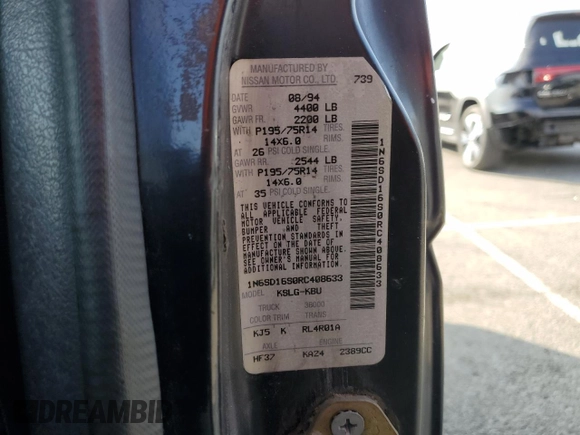 MANUFACTURED BY
NISSAN MOTOR CO., LTD. 739
DATE 08/94
GVWR 4400 LB
GAWR FR. 2200 LB
WITH P195/75R14 TIRES.
14X6.0 RIMS.
AT 26 PSI COLD SINGLE.
GAWR RR. 2544 LB
WITH P195/75R14 TIRES.
14X6.0 RIMS.
AT 35 PSI COLD SINGLE.
THIS VEHICLE CONFORMS TO
ALL APPLICABLE FEDERAL
MOTOR VEHICLE SAFETY,
BUMPER AND THEFT
PREVENTION STANDARDS IN
EFFECT ON THE DATE OF
MANUFACTURE SHOWN ABOVE.
SEE OWNER'S MANUAL FOR
ADDITIONAL INFORMATION.
1N6SD16S0RC408633
1N6SD16S0RC408633
MODEL KSLG-KBU
TRUCK 36003
COLOR TRIM TRANS
KJ5 K RL4R01A
AXLE ENGINE
HF37 KAZ4 2389CC
DREAMBID .com